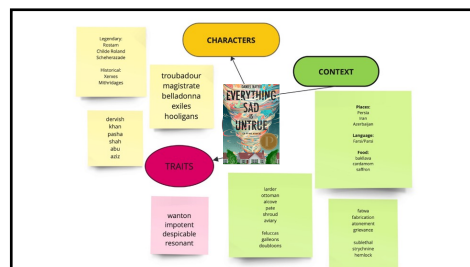 CHARACTERS
Legendary:
Rostam
Childe Roland
Scheherazade
Historical:
Xerxes
Mithridates
troubadour
magistrate
belladonna
exiles
hooligans
dervish
khan
pasha
shah
abu
aziz
CONTEXT
EVERYTHING
SAD
IS
UNTRUE
Places:
Persia
Iran
Azerbaijan
Language:
Farsi/Parsi
Food:
baklava
cardamom
saffron
TRAITS
wanton
impotent
despicable
resonant
larder
ottoman
alcove
pate
shroud
aviary
feluccas
galleons
doubloons
fatwa
fabrication
atonement
grievance
sublethal
strychnine
hemlock